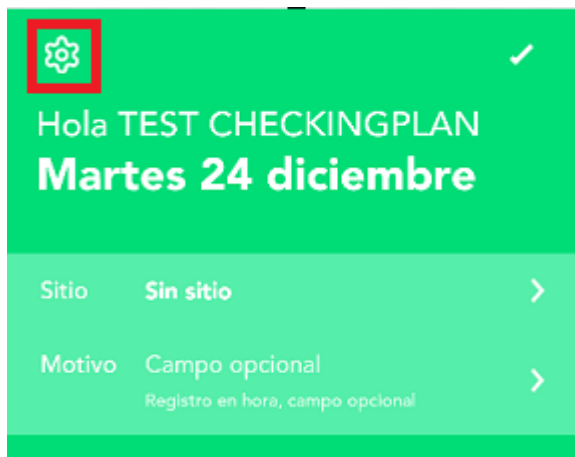 Hola TEST CHECKINGPLAN
Martes 24 diciembre
Sitio Sin sitio
Motivo Campo opcional
Registro en hora, campo opcional